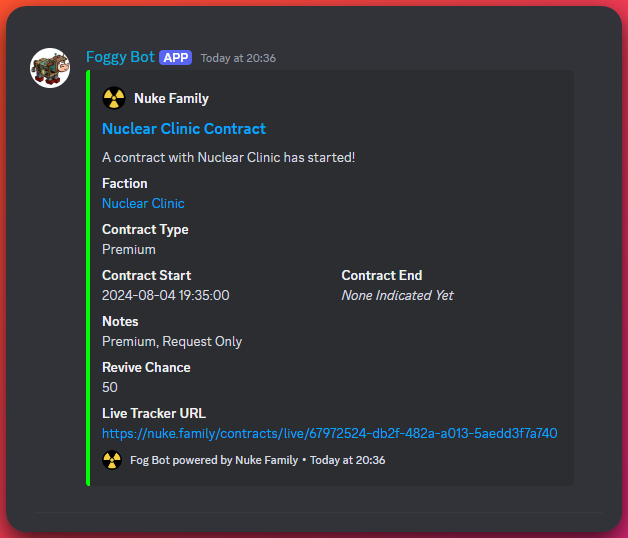 Foggy Bot APP Today at 20:36
Nuke Family
Nuclear Clinic Contract
A contract with Nuclear Clinic has started!
Faction
Nuclear Clinic
Contract Type
Premium
Contract Start Contract End
2024-08-04 19:35:00 None Indicated Yet
Notes
Premium, Request Only
Revive Chance
50
Live Tracker URL
https://nuke.family/contracts/live/67972524-db2f-482a-a013-5aedd3f7a740
Fog Bot powered by Nuke Family • Today at 20:36